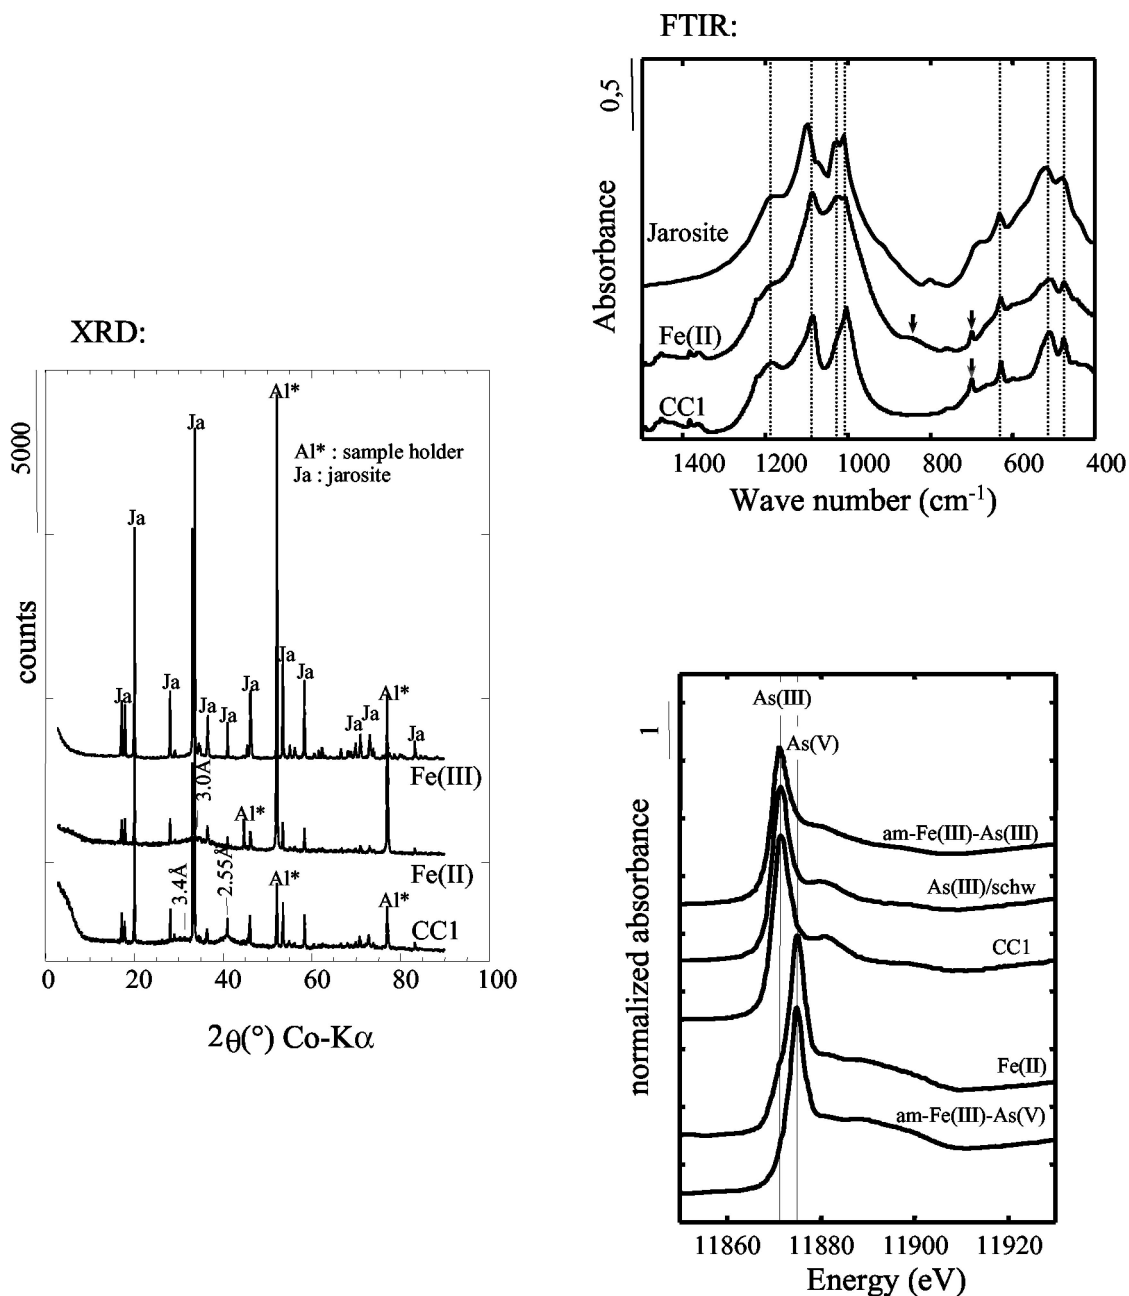 FTIR:
0,5
Absorbance
Jarosite
Fe(II)
CC1
1400 1200 1000 800 600 400
Wave number (cm⁻¹)
XRD:
5000
counts
Al*
Ja
Al* : sample holder
Ja : jarosite
Ja
Ja
Ja
Ja
Ja
Ja
Ja
Ja
Al*
Ja
Ja
Ja
Fe(III)
3.0Å
Al*
Fe(II)
3.4Å
2.55Å
Al*
Al*
CC1
0 20 40 60 80 100
2θ(°) Co-Kα
1
As(III)
As(V)
am-Fe(III)-As(III)
As(III)/schw
CC1
Fe(II)
am-Fe(III)-As(V)
normalized absorbance
11860 11880 11900 11920
Energy (eV)